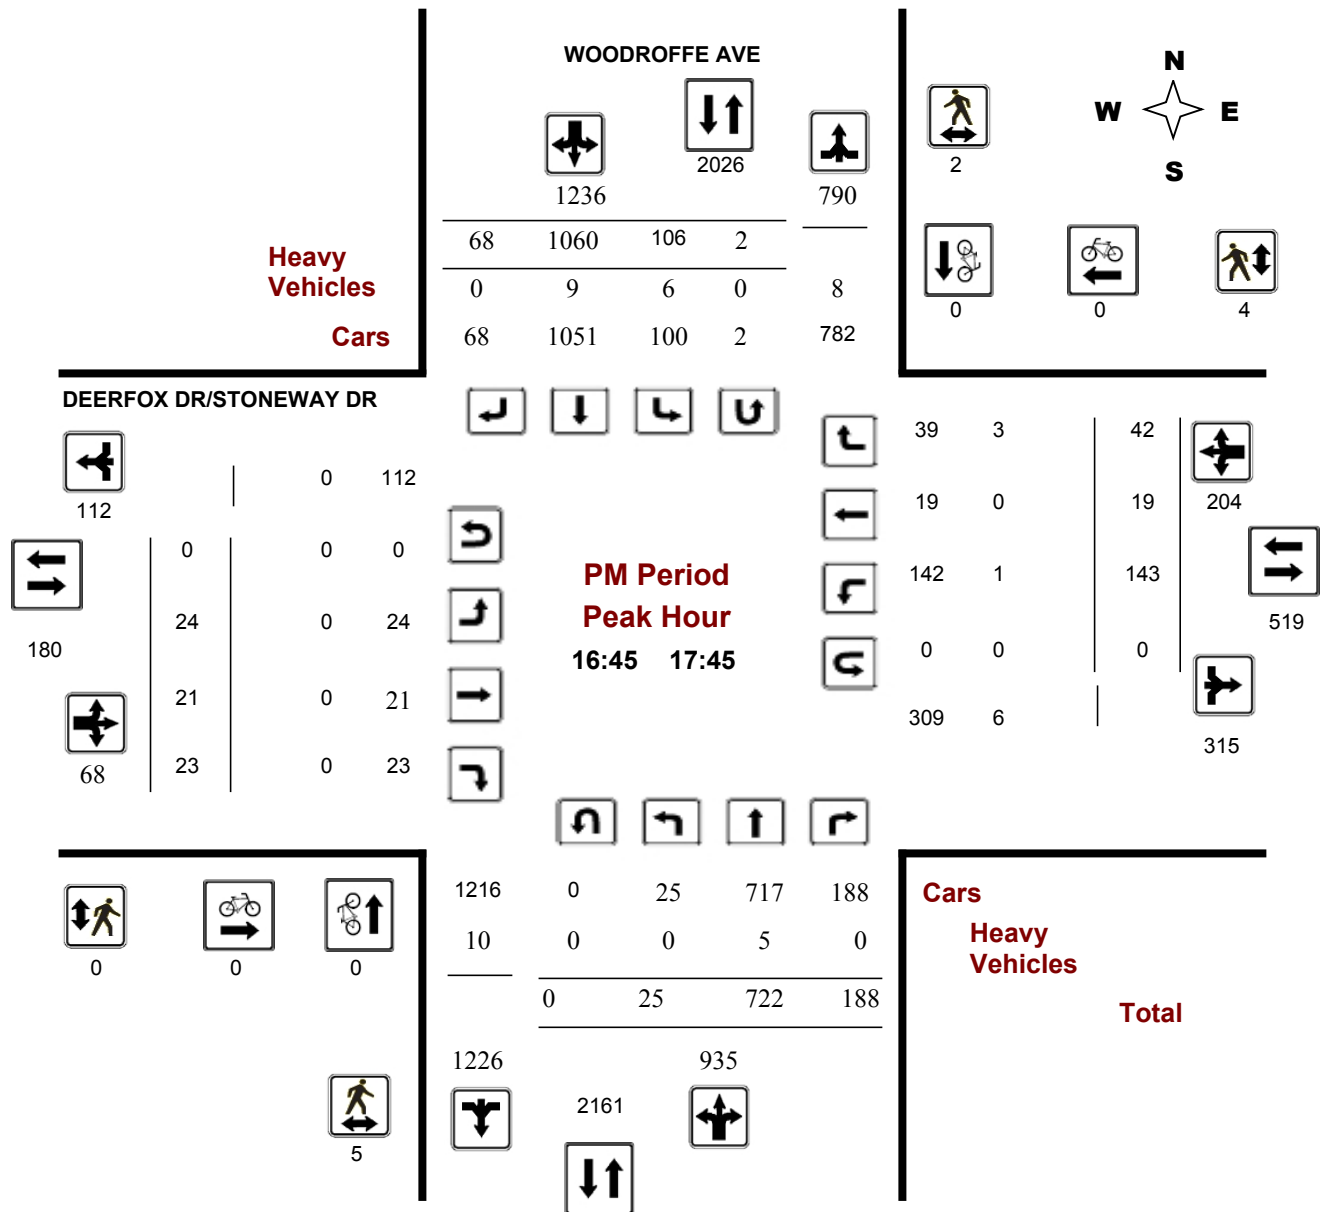 WOODROFFE AVE
N
W E
S
2026
2
1236 790
68 1060 106 2
Heavy
Vehicles
0 9 6 0 8
0 0 4
Cars
68 1051 100 2 782
DEERFOX DR/STONEWAY DR
39 3 42
0 112
112
19 0 19 204
0 0 0
PM Period
142 1 143
Peak Hour
24 0 24
519
180
16:45 17:45
0 0 0
21 0 21
309 6
315
68
23 0 23
1216 0 25 717 188
Cars
10 0 0 5 0
Heavy
Vehicles
0 0 0
0 25 722 188
Total
1226 935
2161
5